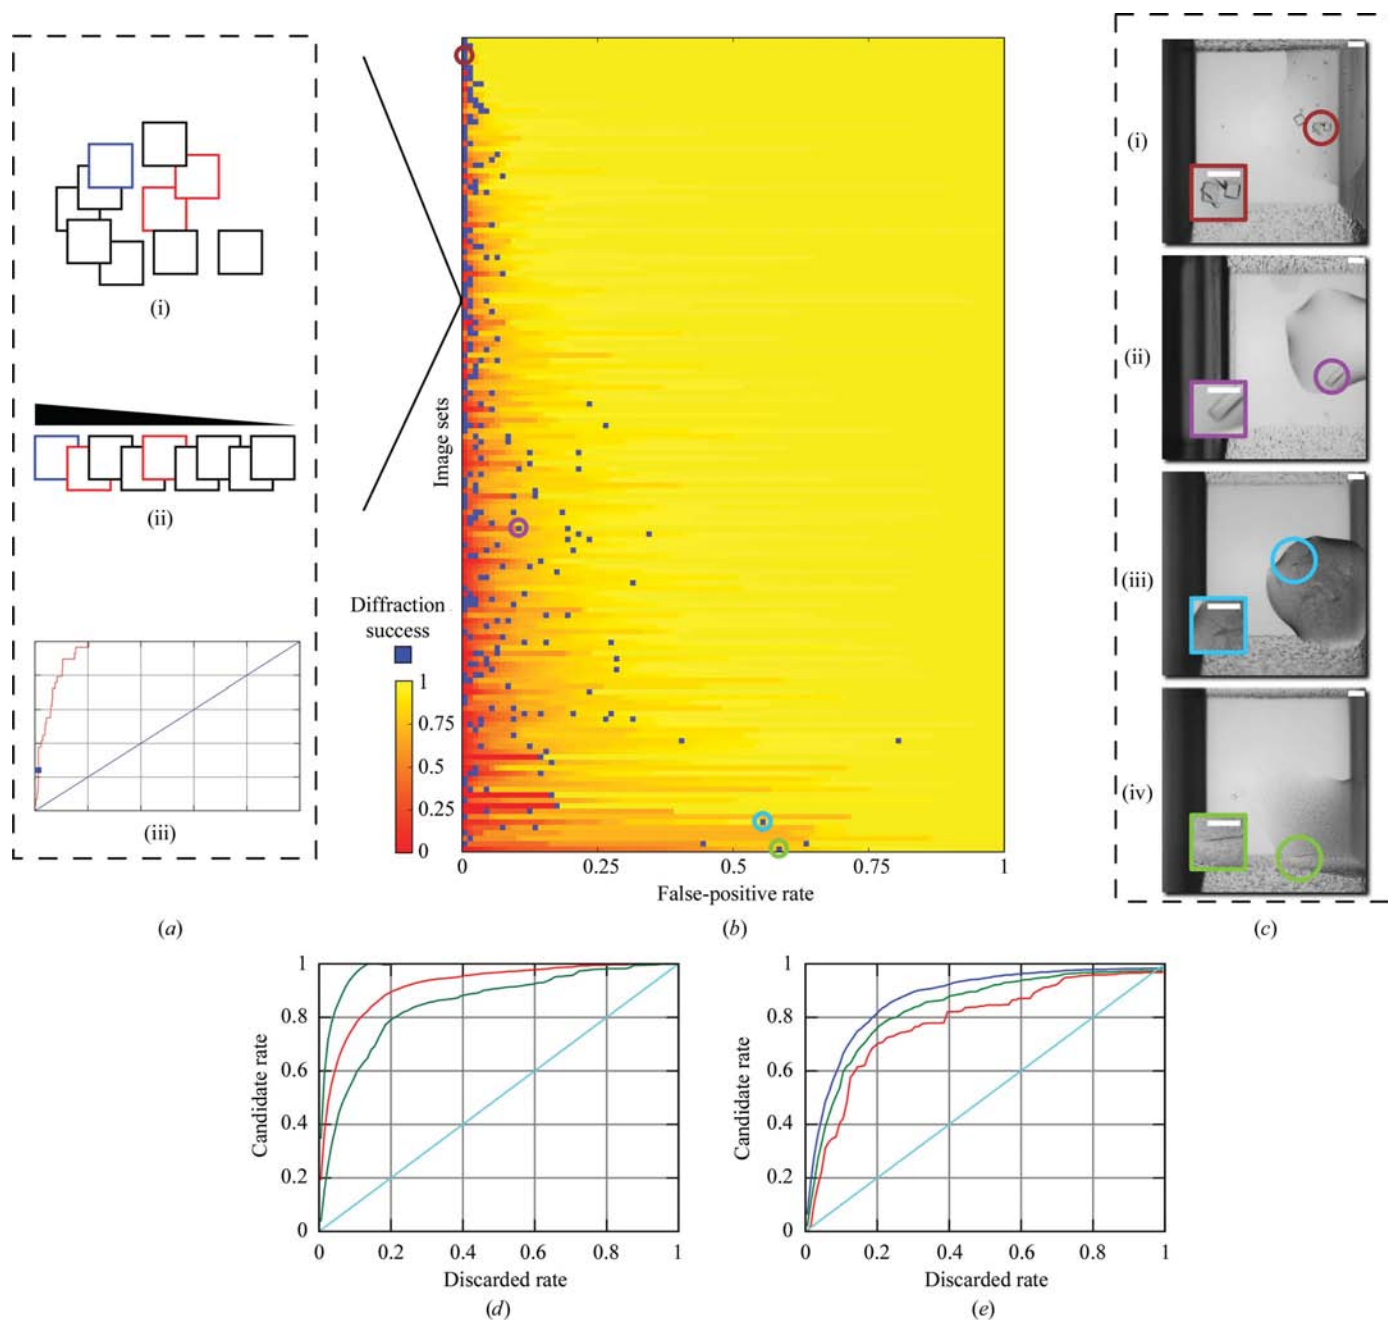 (i)
(ii)
(iii)
(a)
Image sets
Diffraction
success
1
0.75
0.5
0.25
0
0
0.25
0.5
0.75
1
False-positive rate
(b)
(i)
(ii)
(iii)
(iv)
(c)
1
0.8
0.6
0.4
0.2
0
Candidate rate
0
0.2
0.4
0.6
0.8
1
Discarded rate
(d)
1
0.8
0.6
0.4
0.2
0
Candidate rate
0
0.2
0.4
0.6
0.8
1
Discarded rate
(e)